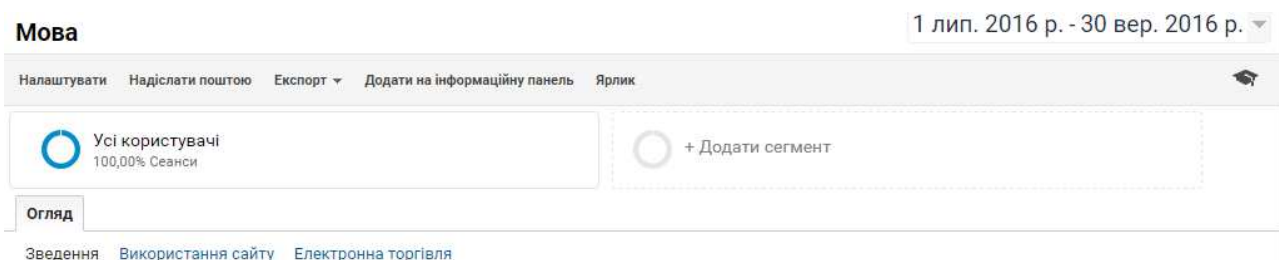 Мова
1 лип. 2016 р. - 30 вер. 2016 р.
Налаштувати Надіслати поштою Експорт Додати на інформаційну панель Ярлик
Усі користувачі
100,00% Сеанси
+ Додати сегмент
Огляд
Зведення Використання сайту Електронна торгівля